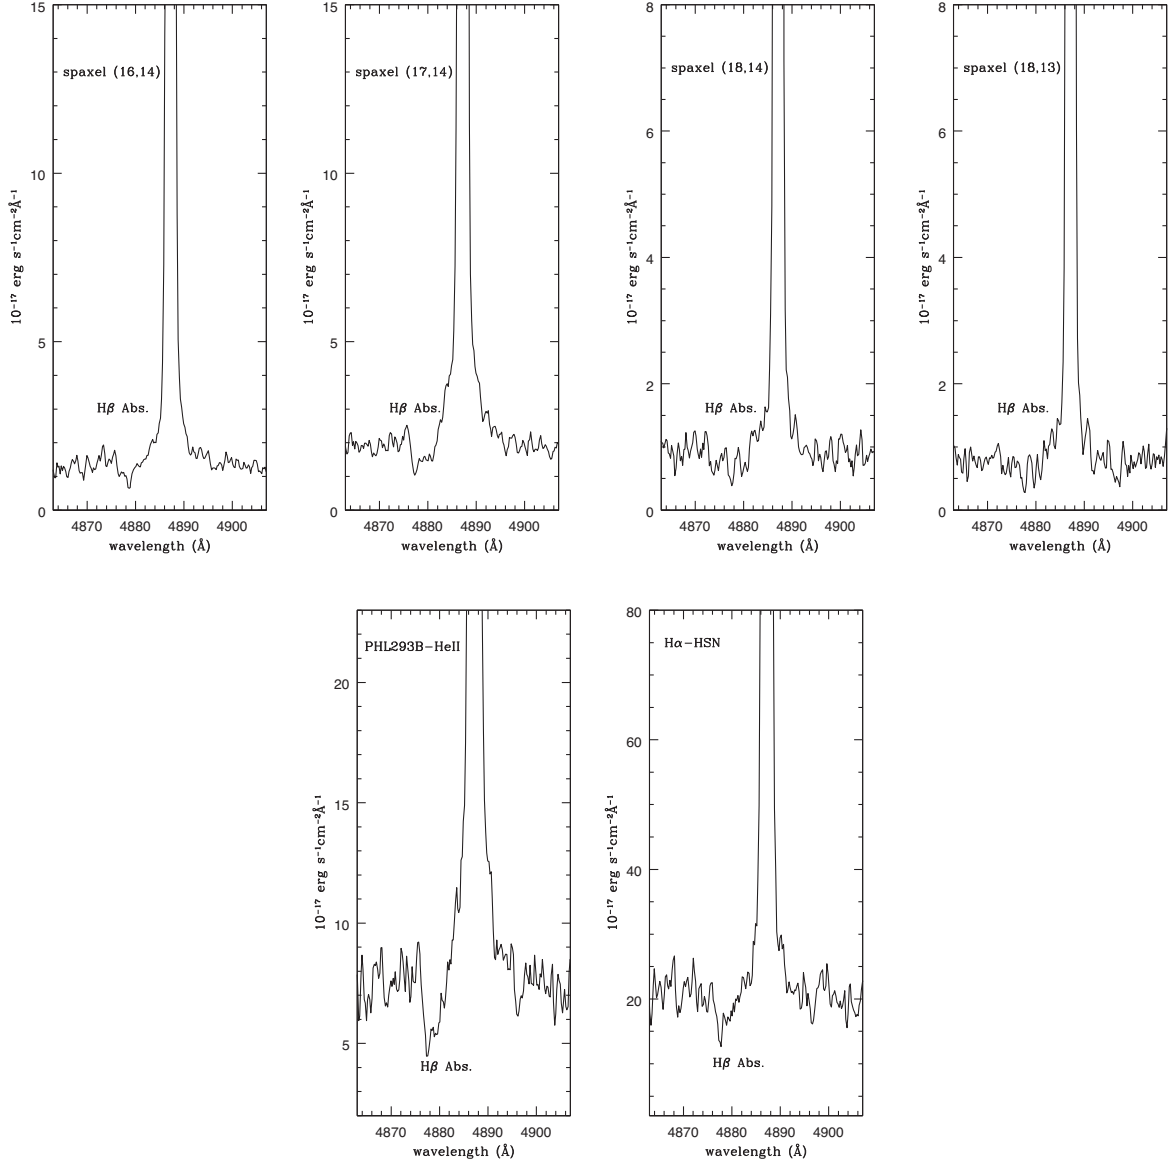 15
10
5
0
spaxel (16,14)
Hβ Abs.
10⁻¹⁷ erg s⁻¹cm⁻²Å⁻¹
4870 4880 4890 4900
wavelength (Å)
15
10
5
0
spaxel (17,14)
Hβ Abs.
10⁻¹⁷ erg s⁻¹cm⁻²Å⁻¹
4870 4880 4890 4900
wavelength (Å)
8
6
4
2
0
spaxel (18,14)
Hβ Abs.
10⁻¹⁷ erg s⁻¹cm⁻²Å⁻¹
4870 4880 4890 4900
wavelength (Å)
8
6
4
2
0
spaxel (18,13)
Hβ Abs.
10⁻¹⁷ erg s⁻¹cm⁻²Å⁻¹
4870 4880 4890 4900
wavelength (Å)
20
15
10
5
PHL293B−HeII
Hβ Abs.
10⁻¹⁷ erg s⁻¹cm⁻²Å⁻¹
4870 4880 4890 4900
wavelength (Å)
80
60
40
20
Hα−HSN
Hβ Abs.
10⁻¹⁷ erg s⁻¹cm⁻²Å⁻¹
4870 4880 4890 4900
wavelength (Å)